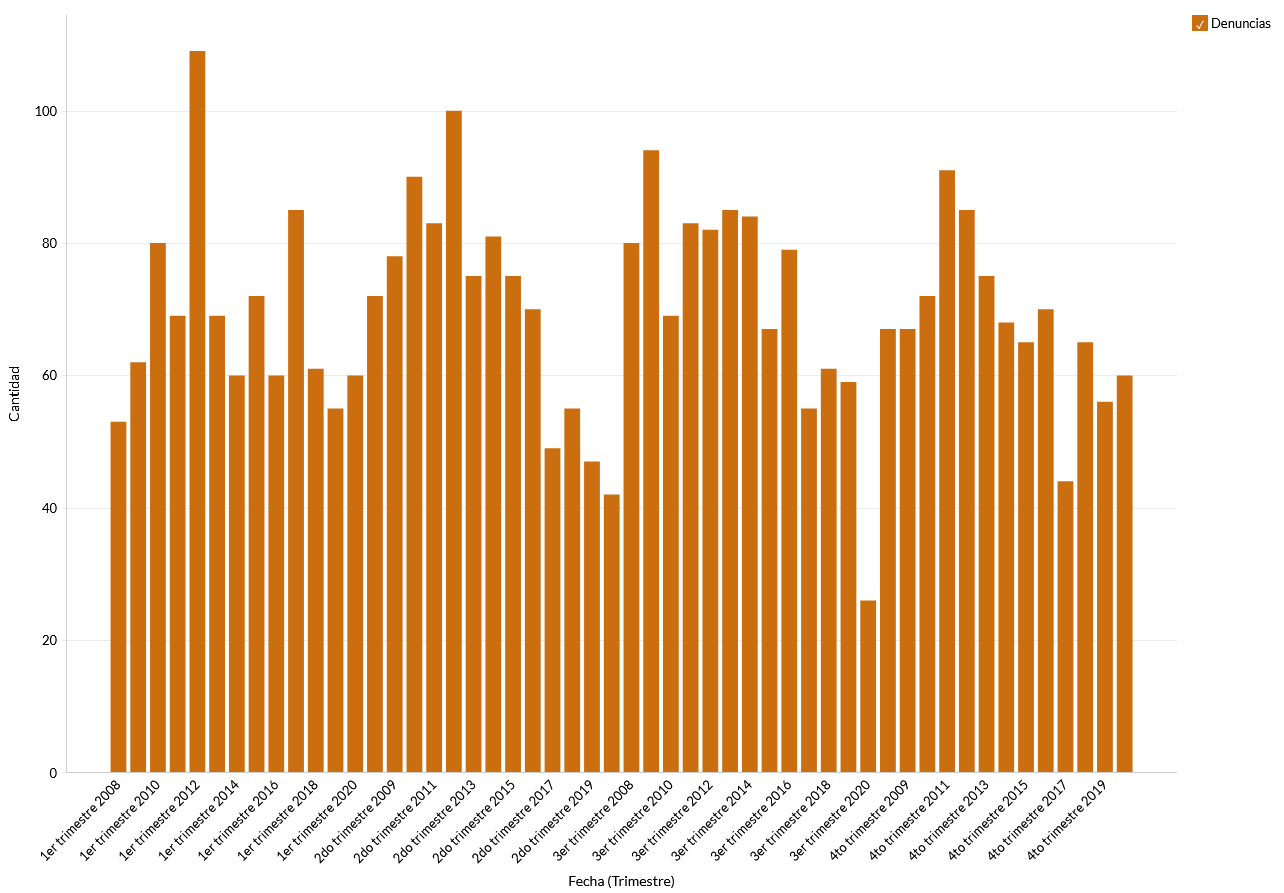 Denuncias
Cantidad
100
80
60
40
20
0
1er trimestre 2008
1er trimestre 2010
1er trimestre 2012
1er trimestre 2014
1er trimestre 2016
1er trimestre 2018
1er trimestre 2020
2do trimestre 2009
2do trimestre 2011
2do trimestre 2013
2do trimestre 2015
2do trimestre 2017
2do trimestre 2019
3er trimestre 2008
3er trimestre 2010
3er trimestre 2012
3er trimestre 2014
3er trimestre 2016
3er trimestre 2018
3er trimestre 2020
4to trimestre 2009
4to trimestre 2011
4to trimestre 2013
4to trimestre 2015
4to trimestre 2017
4to trimestre 2019
Fecha (Trimestre)